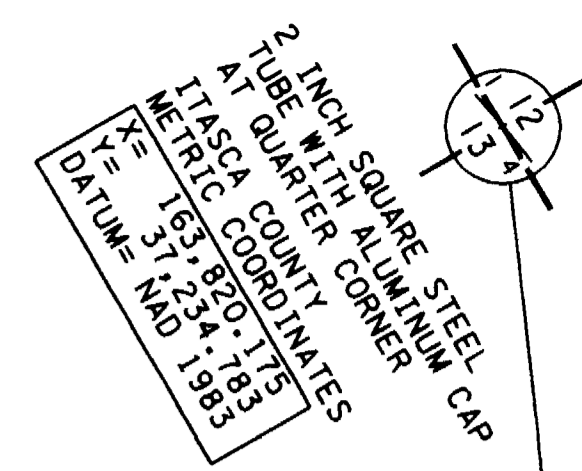 2 INCH SQUARE STEEL
TUBE WITH ALUMINUM CAP
AT QUARTER CORNER
ITASCA COUNTY
METRIC COORDINATES
X= 163,820.175
Y= 37,234.783
DATUM= NAD 1983
1 12
13 4